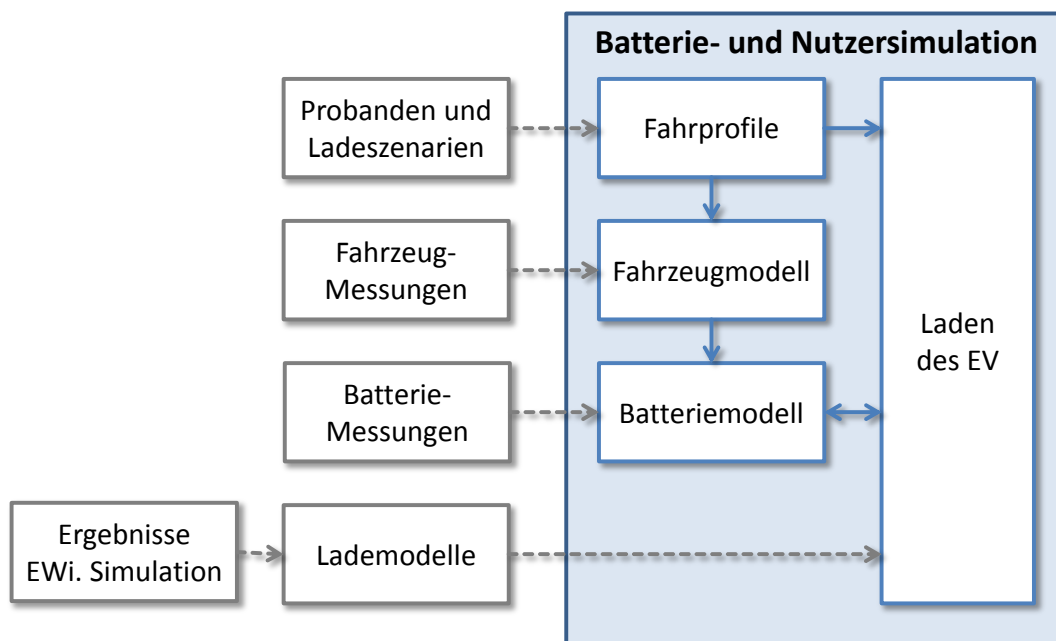 Batterie- und Nutzersimulation
Probanden und
Ladeszenarien
Fahrprofile
Fahrzeug-
Messungen
Fahrzeugmodell
Laden
des EV
Batterie-
Messungen
Batteriemodell
Ergebnisse
EWi. Simulation
Lademodelle